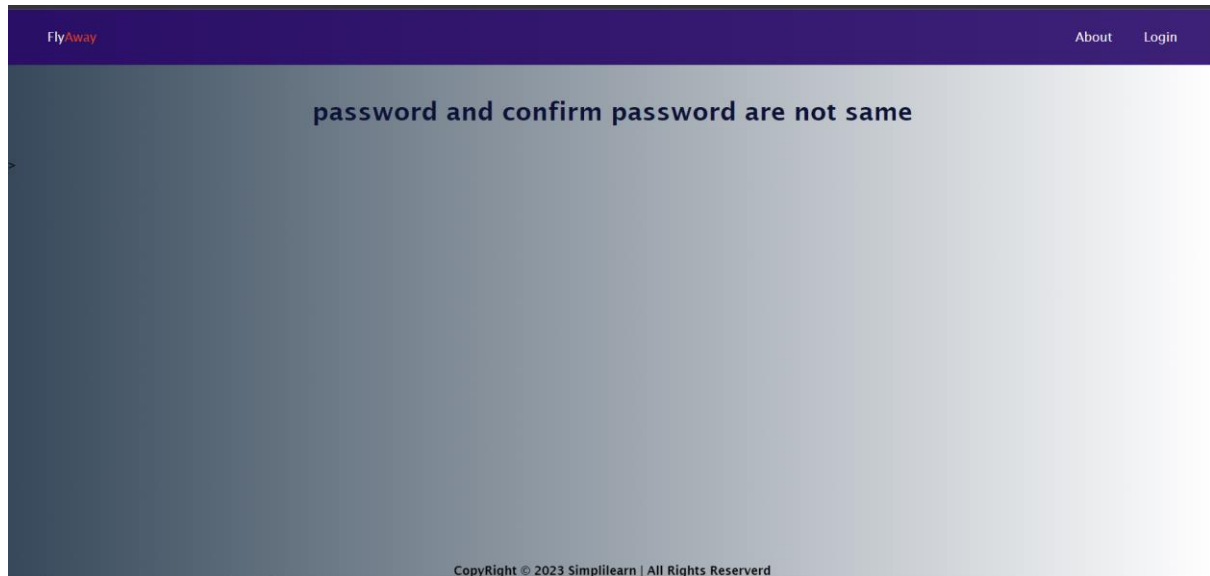 FlyAway About Login
password and confirm password are not same
>
CopyRight © 2023 Simplilearn | All Rights Reserverd